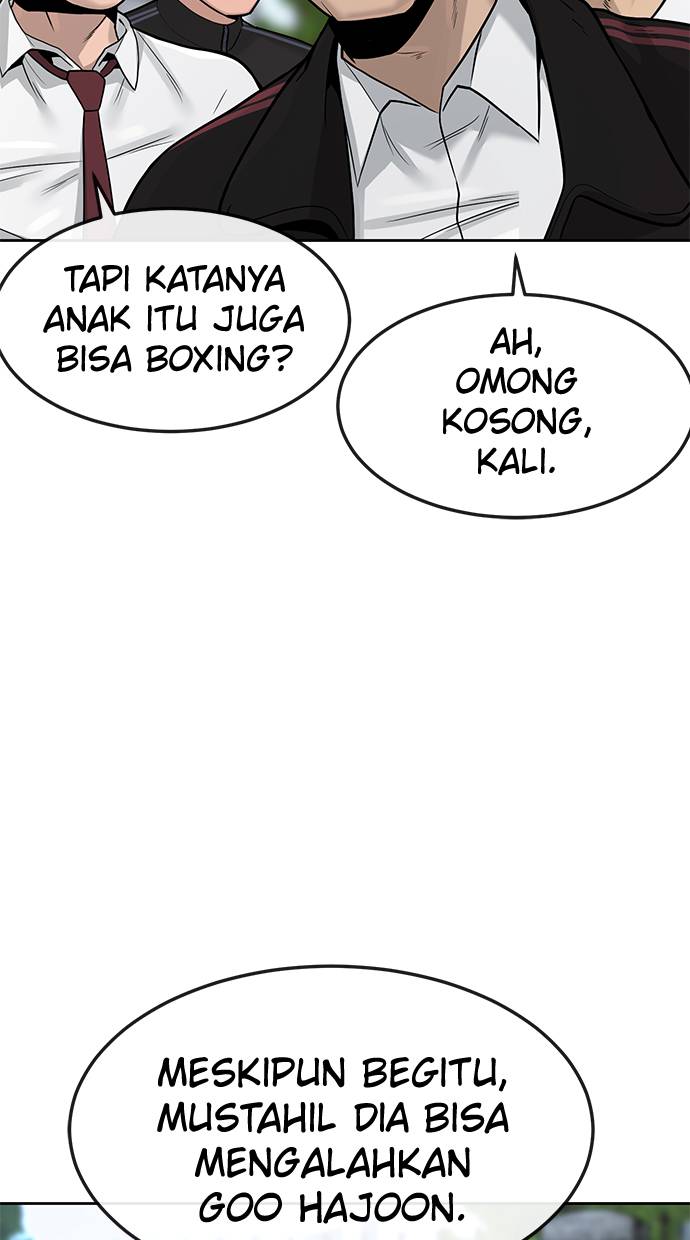 TAPI KATANYA
ANAK ITU JUGA
BISA BOXING?
AH,
OMONG
KOSONG,
KALI.
MESKIPUN BEGITU,
MUSTAHIL DIA BISA
MENGALAHKAN
GOO HAJOON.